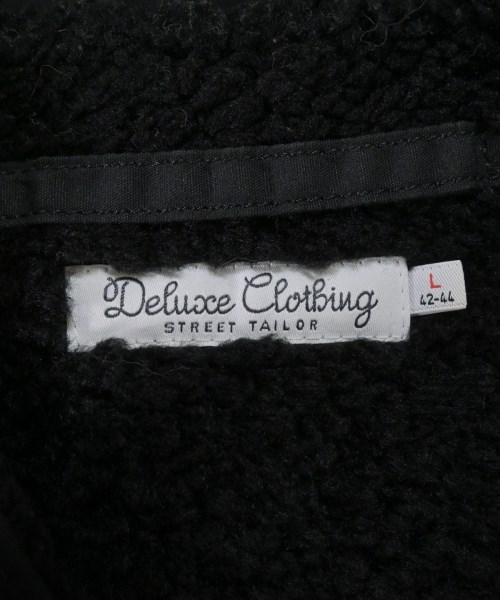 Deluxe Clothing
STREET TAILOR
L
42-44